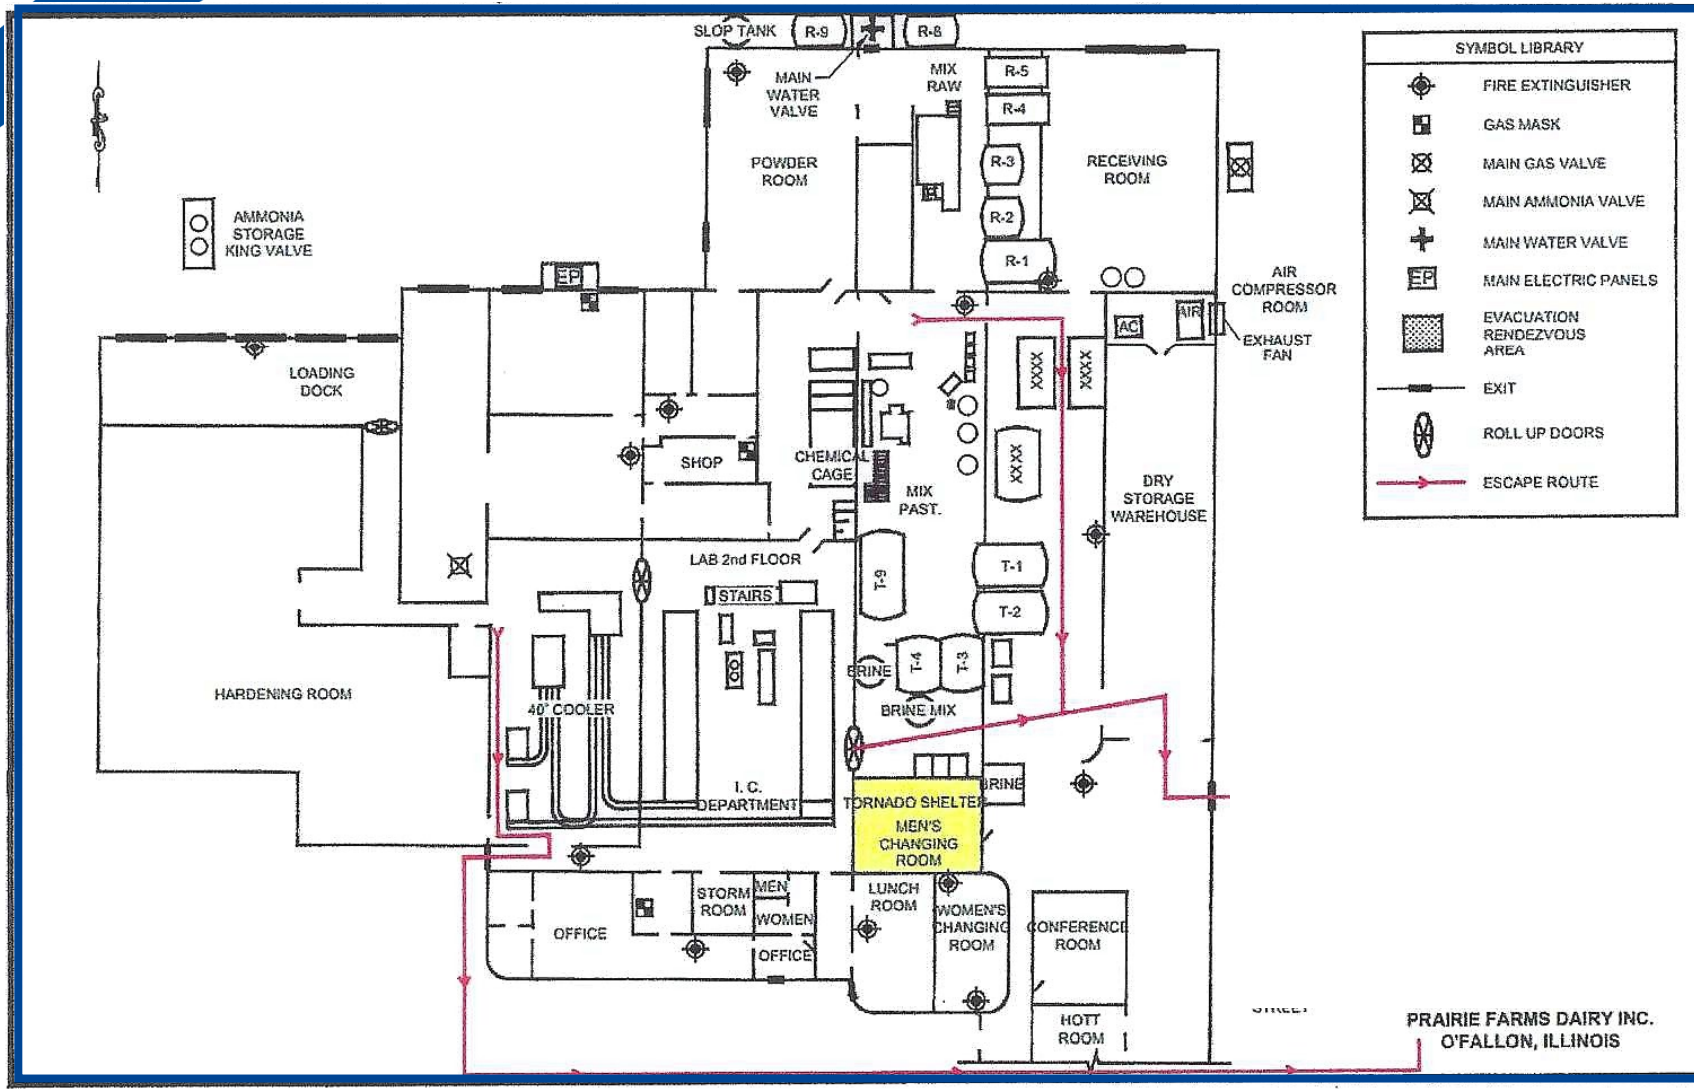 SLOP TANK
R-9
R-8
MAIN
WATER
VALVE
MIX
RAW
R-5
R-4
R-3
R-2
R-1
POWDER
ROOM
RECEIVING
ROOM
AMMONIA
STORAGE
KING VALVE
EP
AIR
COMPRESSOR
ROOM
AC
AIR
EXHAUST
FAN
LOADING
DOCK
XXXX
XXXX
XXXX
SHOP
CHEMICAL
CAGE
MIX
PAST.
DRY
STORAGE
WAREHOUSE
LAB 2nd FLOOR
STAIRS
T-9
T-1
T-2
T-4
T-3
BRINE
BRINE MIX
HARDENING ROOM
40° COOLER
I. C.
DEPARTMENT
BRINE
TORNADO SHELTER
MEN'S
CHANGING
ROOM
LUNCH
ROOM
WOMEN'S
CHANGING
ROOM
CONFERENCE
ROOM
OFFICE
STORM
ROOM
MEN
WOMEN
OFFICE
HOTT
ROOM
STREET
SYMBOL LIBRARY
FIRE EXTINGUISHER
GAS MASK
MAIN GAS VALVE
MAIN AMMONIA VALVE
MAIN WATER VALVE
EP MAIN ELECTRIC PANELS
EVACUATION
RENDEZVOUS
AREA
EXIT
ROLL UP DOORS
ESCAPE ROUTE
PRAIRIE FARMS DAIRY INC.
O'FALLON, ILLINOIS